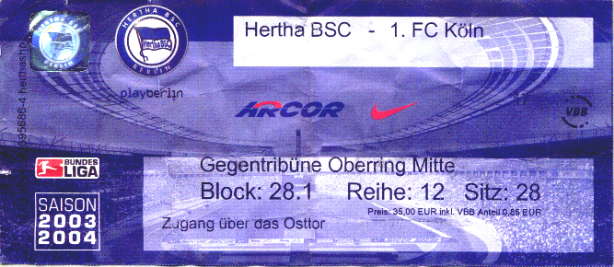 Hertha BSC - 1. FC Köln
HERTHA BSC
BERLIN
playberlin
ARCOR
VBB
BUNDES
LIGA
Gegentribüne Oberring Mitte
Block: 28.1 Reihe: 12 Sitz: 28
Preis: 35,00 EUR inkl. VBB Anteil 0,85 EUR
SAISON
2003
2004
Zugang über das Osttor